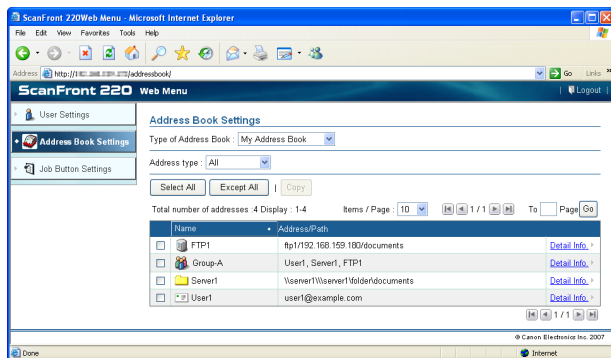 ScanFront 220Web Menu - Microsoft Internet Explorer
File Edit View Favorites Tools Help
Address http://1 /addressbook/ Go Links »
ScanFront 220 Web Menu | Logout |
User Settings
Address Book Settings
Job Button Settings
Address Book Settings
Type of Address Book : My Address Book
Address type : All
Select All Except All | Copy
Total number of addresses :4 Display : 1-4 Items / Page : 10 1 / 1 To Page Go
Name Address/Path
FTP1 ftp1/192.168.159.180/documents Detail Info.
Group-A User1, Server1, FTP1 Detail Info.
Server1 \\server1\\\server1\folder\documents Detail Info.
User1 user1@example.com Detail Info.
1 / 1
© Canon Electronics Inc. 2007
Done Internet